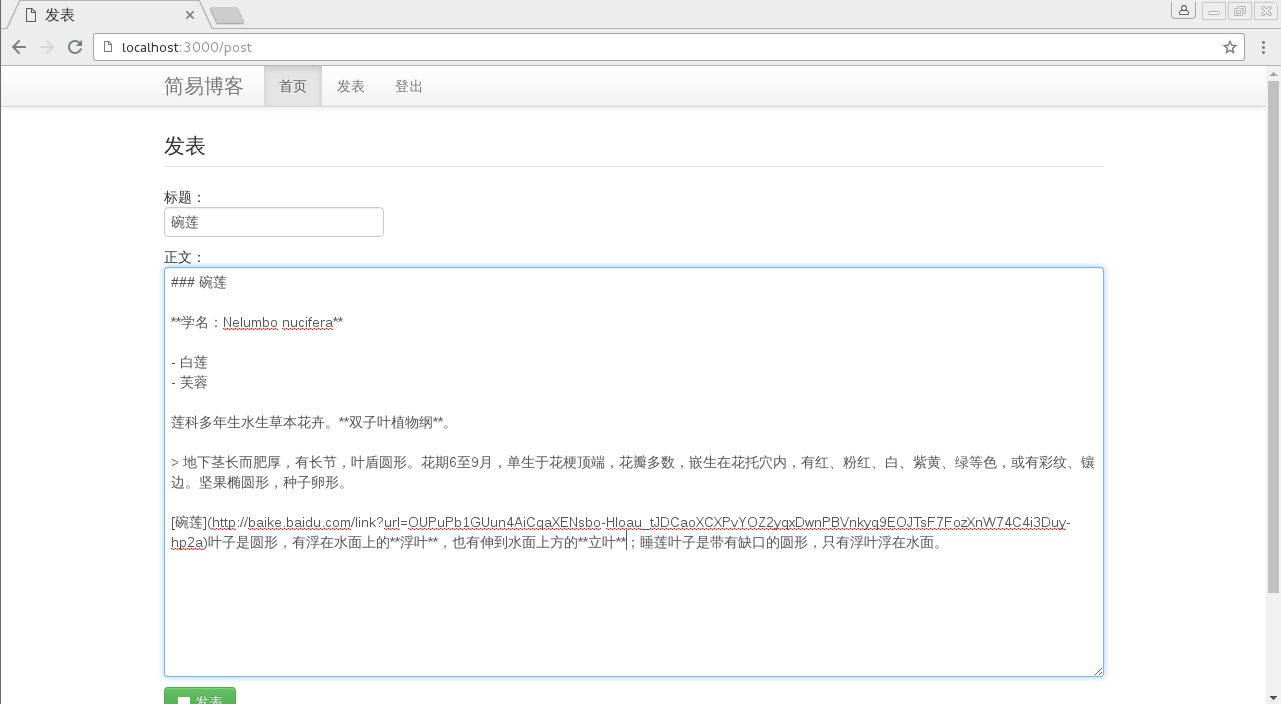 发表
localhost:3000/post
简易博客 首页 发表 登出
发表
标题：
碗莲
正文：
### 碗莲
**学名：Nelumbo nucifera**
- 白莲
- 芙蓉
莲科多年生水生草本花卉。**双子叶植物纲**。
> 地下茎长而肥厚，有长节，叶盾圆形。花期6至9月，单生于花梗顶端，花瓣多数，嵌生在花托穴内，有红、粉红、白、紫黄、绿等色，或有彩纹、镶
边。坚果椭圆形，种子卵形。
[碗莲](http://baike.baidu.com/link?url=OUPuPb1GUun4AiCqaXENsbo-Hloau_tJDCaoXCXPvYOZ2yqxDwnPBVnkyq9EOJTsF7FozXnW74C4i3Duy-
hp2a)叶子是圆形，有浮在水面上的**浮叶**，也有伸到水面上方的**立叶**；睡莲叶子是带有缺口的圆形，只有浮叶浮在水面。
发表